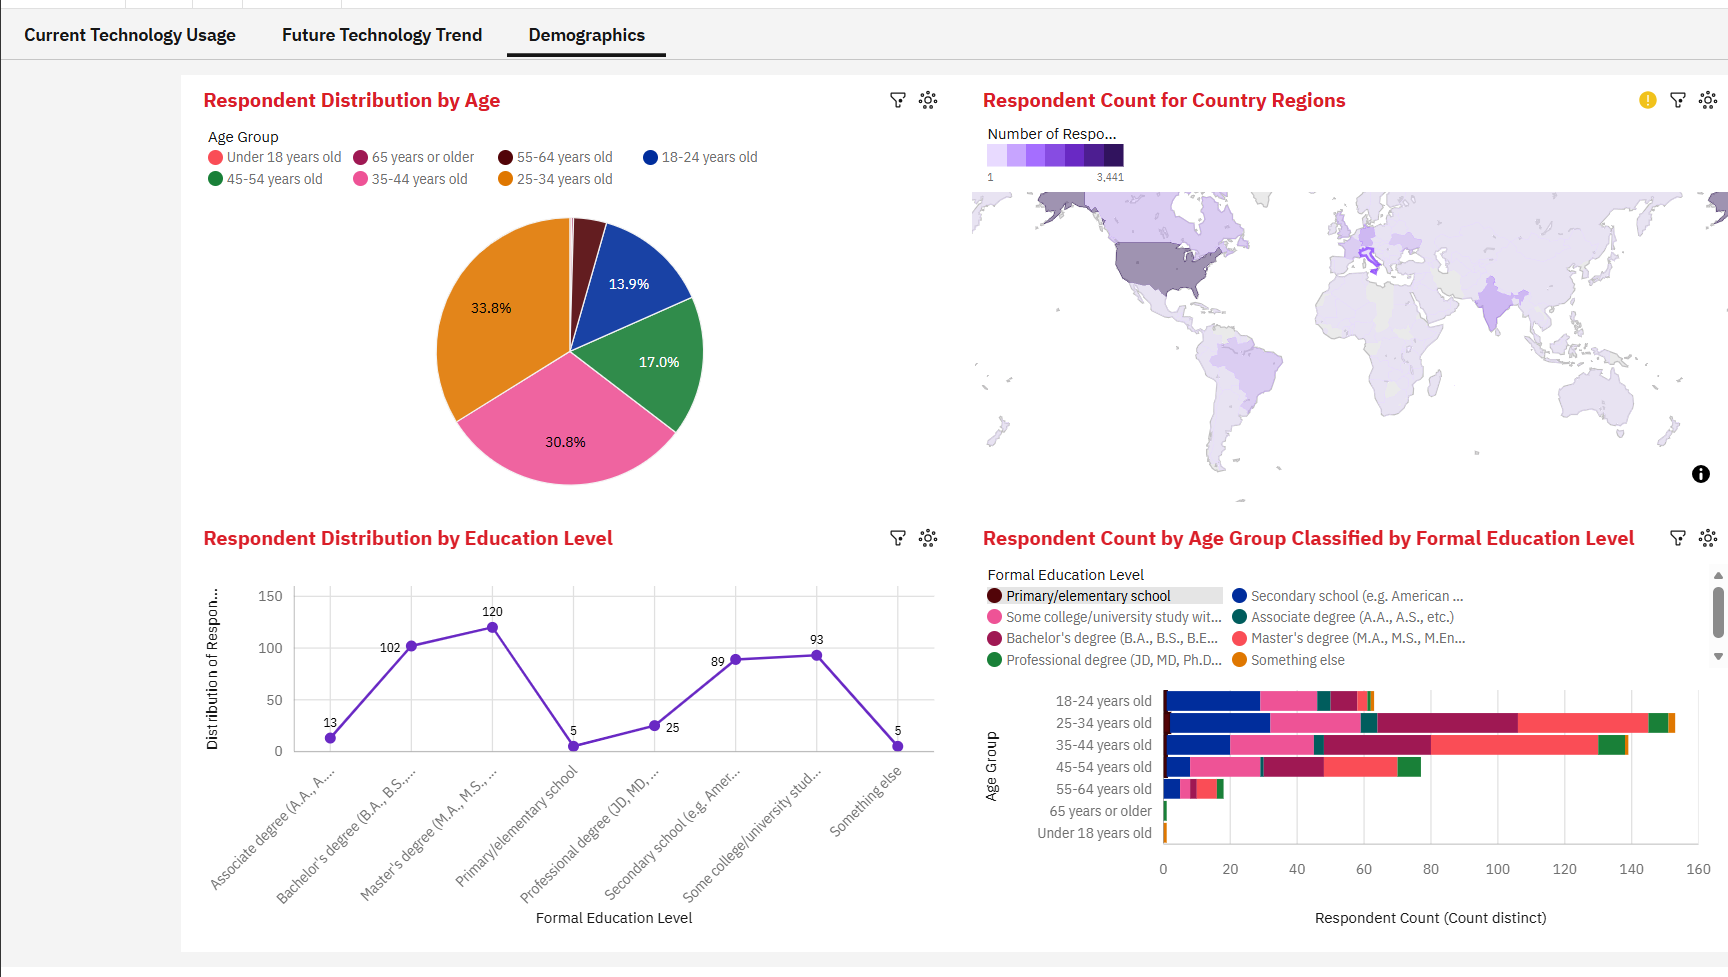 Current Technology Usage
Future Technology Trend
Demographics
Respondent Distribution by Age
Age Group
Under 18 years old
65 years or older
55-64 years old
18-24 years old
45-54 years old
35-44 years old
25-34 years old
13.9%
33.8%
17.0%
30.8%
Respondent Count for Country Regions
Number of Respo...
1
3,441
Respondent Distribution by Education Level
Distribution of Respon...
150
100
50
0
13
102
120
5
25
89
93
5
Associate degree (A.A., A....
Bachelor's degree (B.A., B.S.,...
Master's degree (M.A., M.S., ...
Primary/elementary school
Professional degree (JD, MD, ...
Secondary school (e.g. Amer...
Some college/university stud...
Something else
Formal Education Level
Respondent Count by Age Group Classified by Formal Education Level
Formal Education Level
Primary/elementary school
Secondary school (e.g. American ...
Some college/university study wit...
Associate degree (A.A., A.S., etc.)
Bachelor's degree (B.A., B.S., B.E...
Master's degree (M.A., M.S., M.En...
Professional degree (JD, MD, Ph.D...
Something else
Age Group
18-24 years old
25-34 years old
35-44 years old
45-54 years old
55-64 years old
65 years or older
Under 18 years old
0
20
40
60
80
100
120
140
160
Respondent Count (Count distinct)